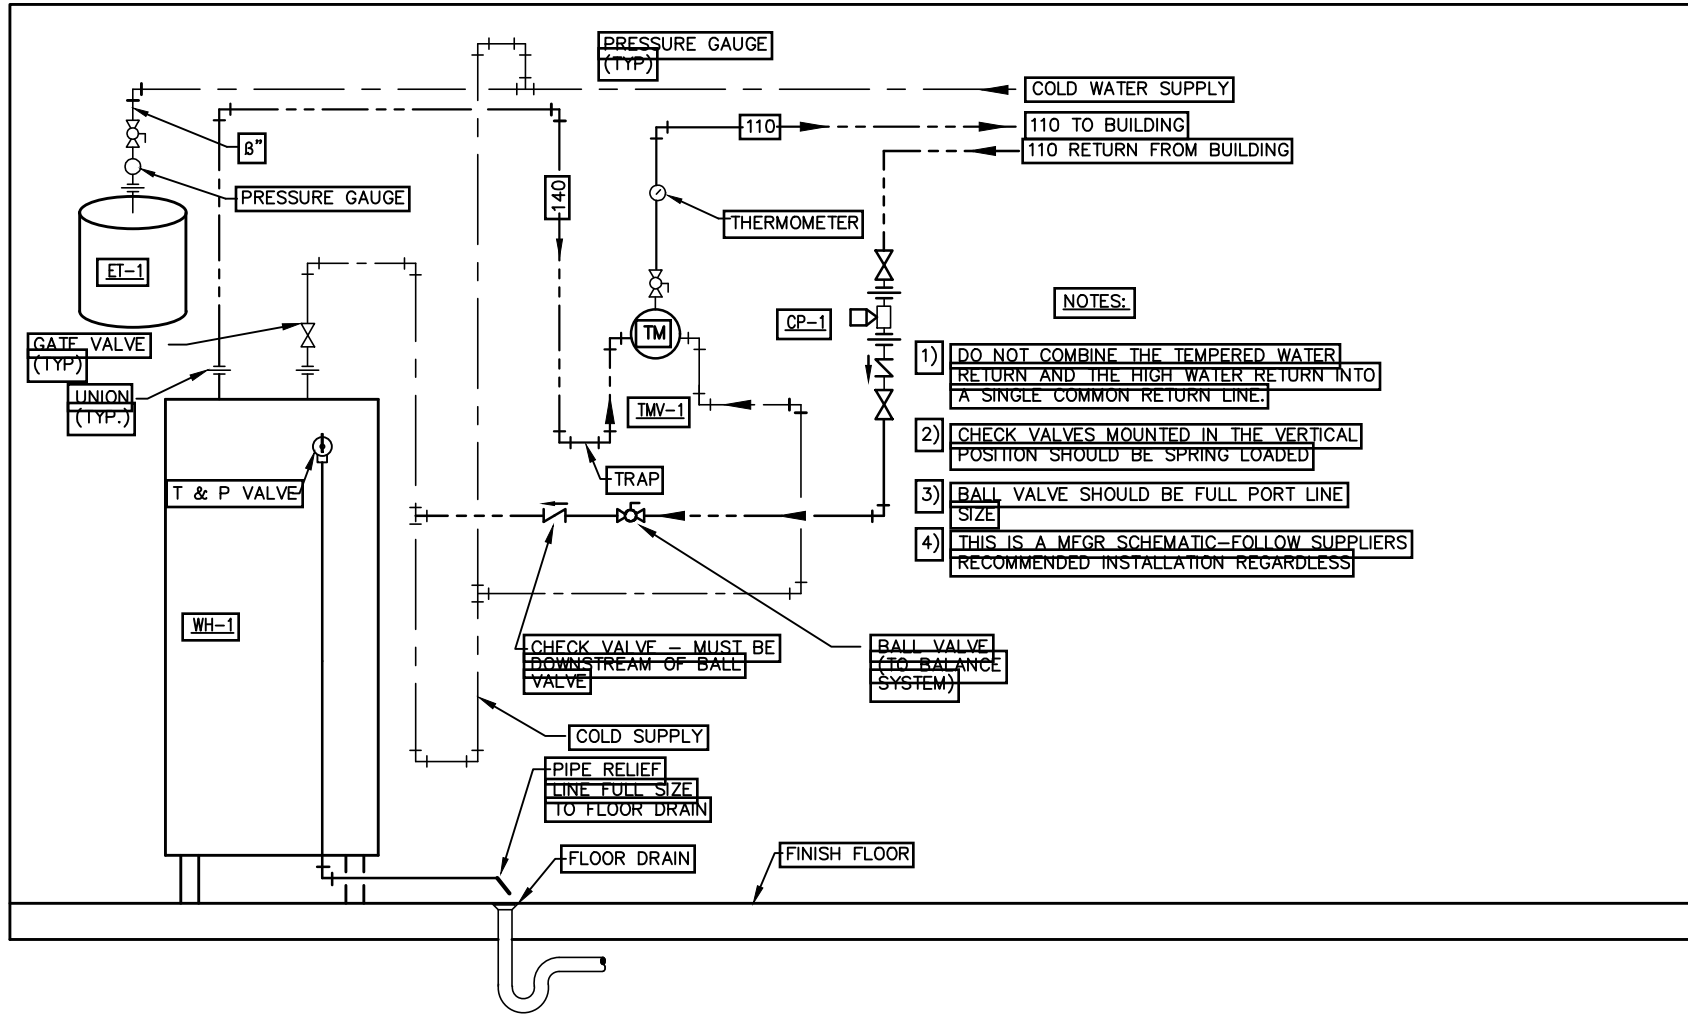 PRESSURE GAUGE
(TYP)
COLD WATER SUPPLY
110
110 TO BUILDING
110 RETURN FROM BUILDING
PRESSURE GAUGE
140
THERMOMETER
ET-1
NOTES:
CP-1
TM
GATE VALVE
(TYP)
UNION
(TYP.)
TMV-1
1) DO NOT COMBINE THE TEMPERED WATER
RETURN AND THE HIGH WATER RETURN INTO
A SINGLE COMMON RETURN LINE.
2) CHECK VALVES MOUNTED IN THE VERTICAL
POSITION SHOULD BE SPRING LOADED
3) BALL VALVE SHOULD BE FULL PORT LINE
SIZE
4) THIS IS A MFGR SCHEMATIC-FOLLOW SUPPLIERS
RECOMMENDED INSTALLATION REGARDLESS
TRAP
T & P VALVE
WH-1
CHECK VALVE - MUST BE
DOWNSTREAM OF BALL
VALVE
BALL VALVE
(TO BALANCE
SYSTEM)
COLD SUPPLY
PIPE RELIEF
LINE FULL SIZE
TO FLOOR DRAIN
FLOOR DRAIN
FINISH FLOOR